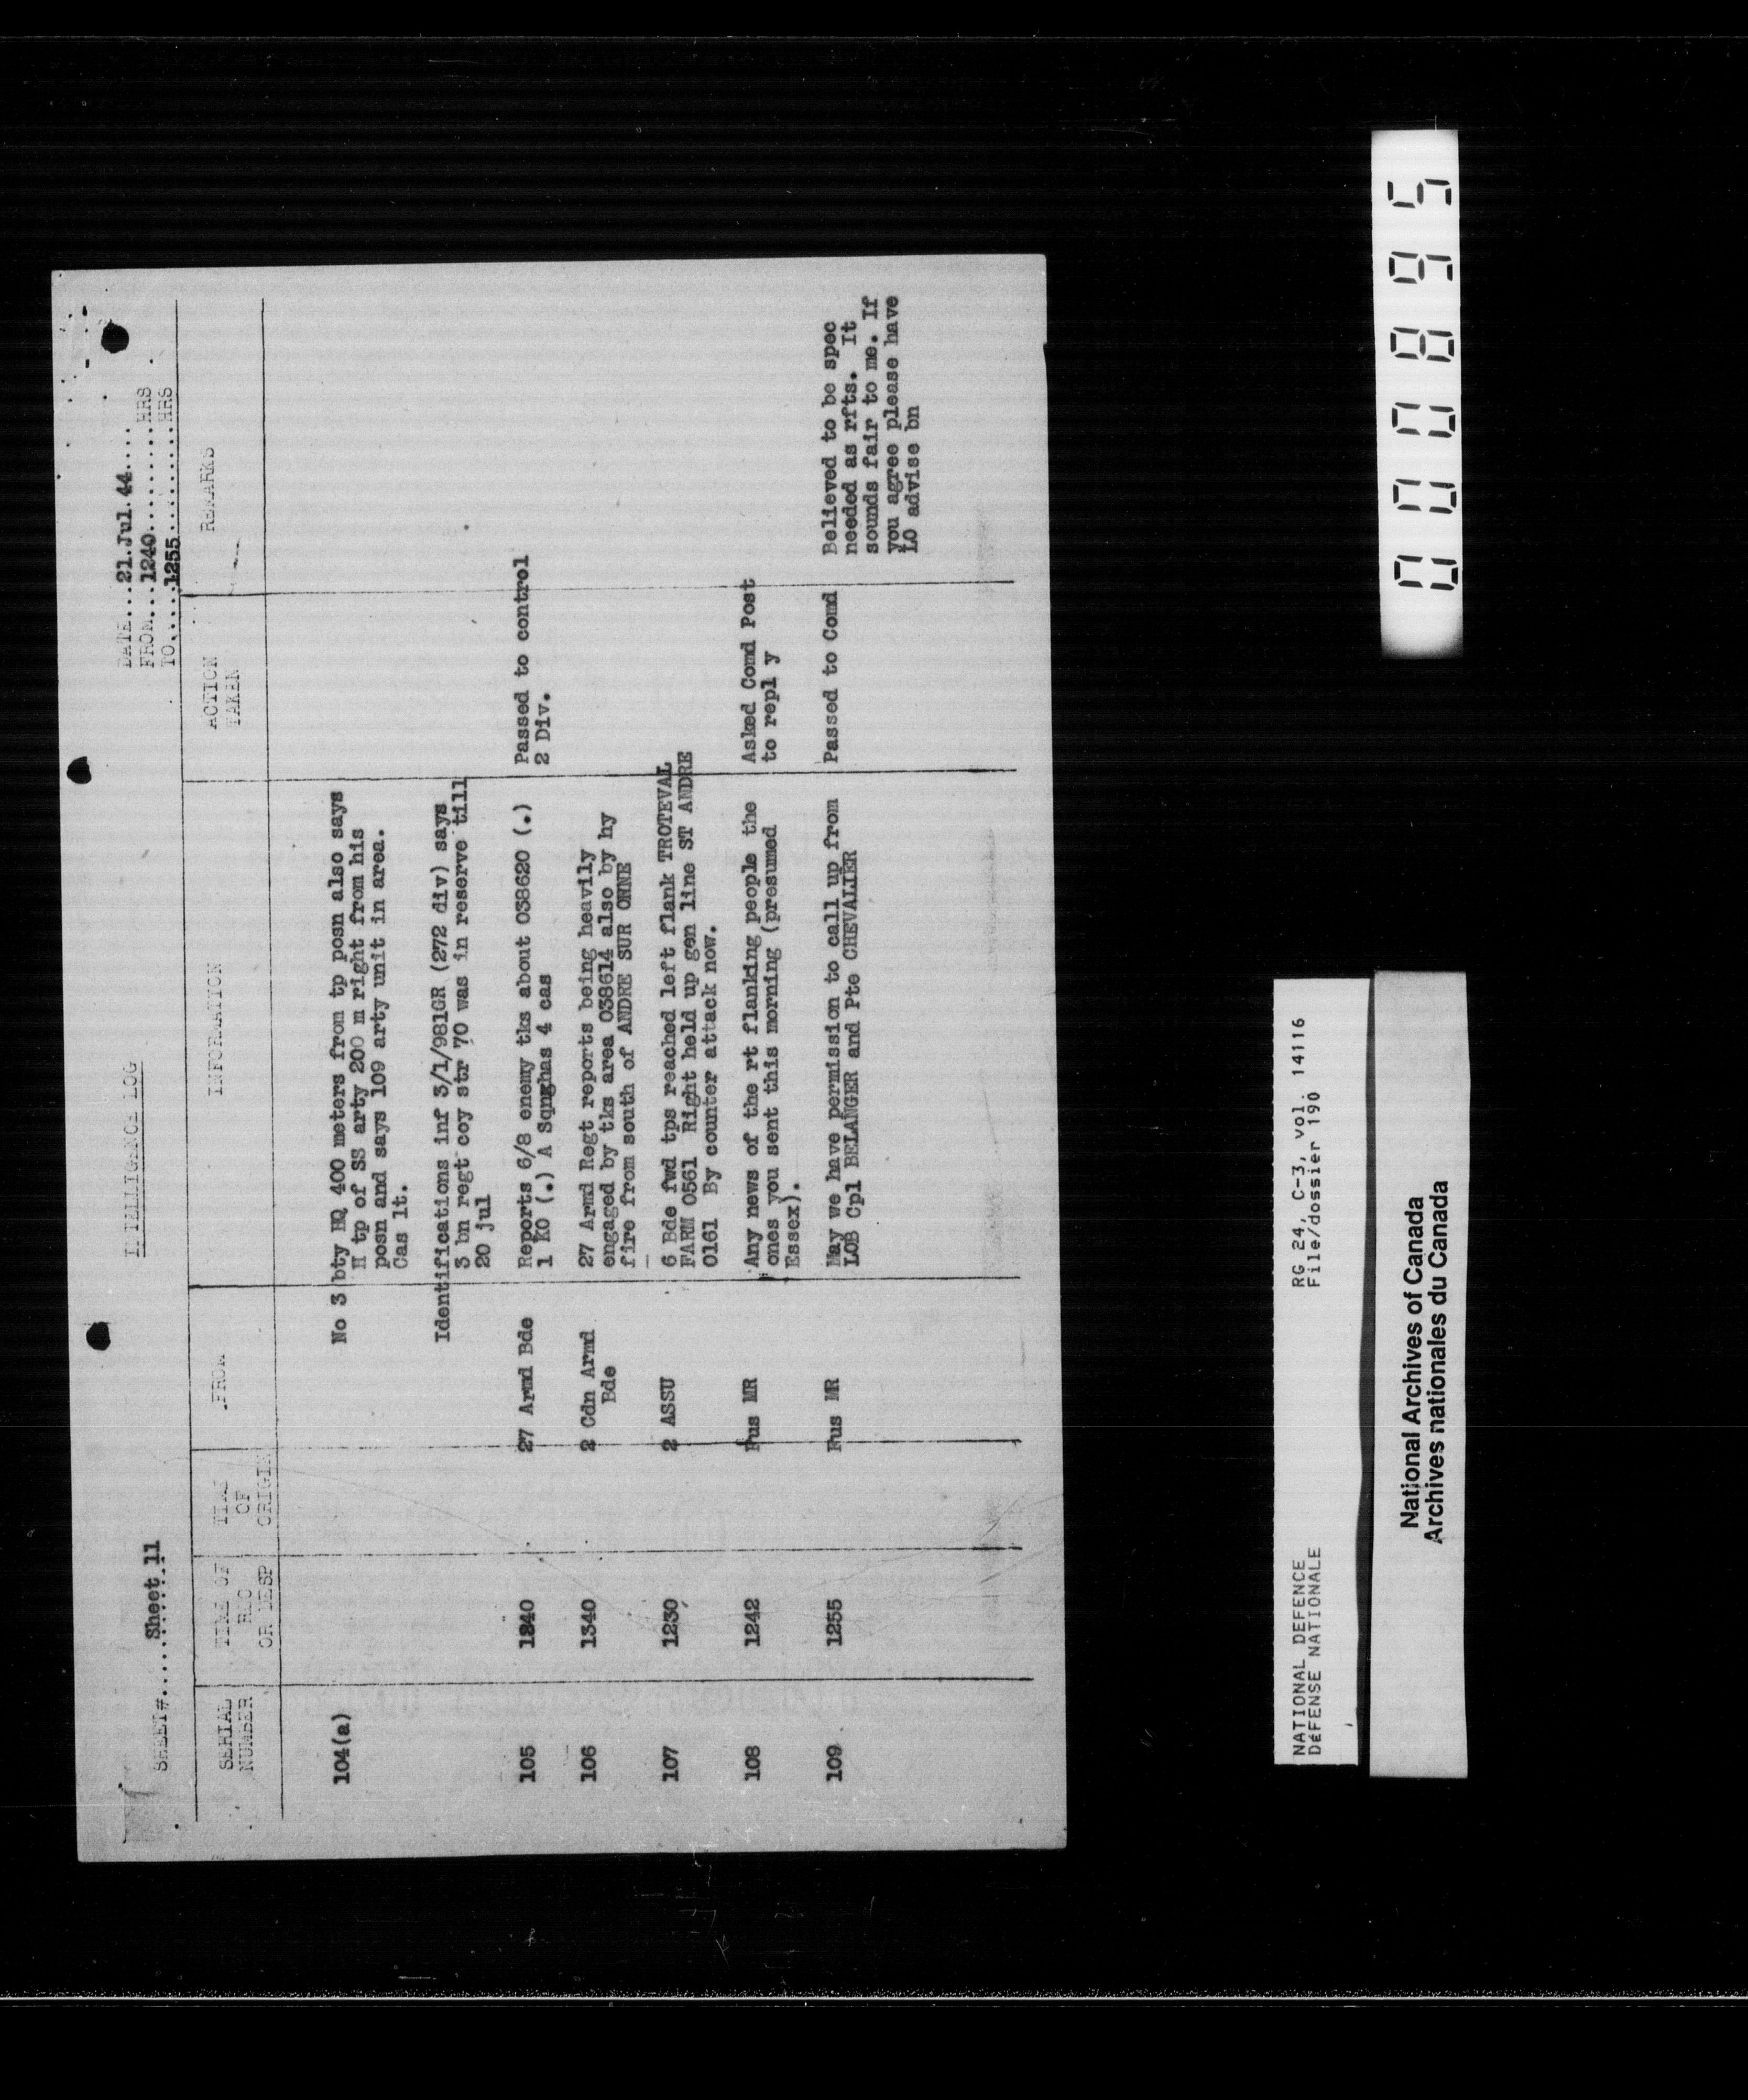 INTELLIGENCE LOG
SHEET#....Sheet 11
DATE...21.Jul.44....
FROM...1240.........HRS
TO.....1255.........HRS
SERIAL NUMBER
TIME OF REC OR DESP
TIME OF ORIGIN
FROM
INFORMATION
ACTION TAKEN
REMARKS
104(a)
No 3 bty HQ 400 meters from tp posn also says
H tp of SS arty 200 m right from his
posn and says 109 arty unit in area.
Cas lt.
Identifications inf 3/1/981GR (272 div) says
3 bn regt coy str 70 was in reserve till
20 jul
105 1240 27 Armd Bde
Reports 6/8 enemy tks about 038620 (.)
1 KO (.) A Sqnghas 4 cas
Passed to control
2 Div.
106 1340 2 Cdn Armd
Bde
27 Armd Regt reports being heavily
engaged by tks area 038614 also by hy
fire from south of ANDRE SUR ORNE
107 1230 2 ASSU
6 Bde fwd tps reached left flank TROTEVAL
FARM 0561 Right held up gen line ST ANDRE
0161 By counter attack now.
108 1242 Fus MR
Any news of the rt flanking people the
ones you sent this morning (presumed
Essex).
Asked Comd Post
to repl y
109 1255 Fus MR
May we have permission to call up from
LOB Cpl BELANGER and Pte CHEVALIER
Passed to Comd
Believed to be spec
needed as rfts. It
sounds fair to me. If
you agree please have
LO advise bn
NATIONAL DEFENCE RG 24, C-3, vol. 14116
DéFENSE NATIONALE File/dossier 190
National Archives of Canada
Archives nationales du Canada
000895